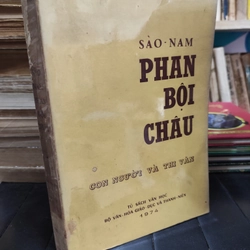 SÀO-NAM
PHAN
BỘI
CHÂU
CON NGƯỜI VÀ THI VĂN
TỦ SÁCH VĂN HỌC
BỘ VĂN-HÓA GIÁO-DỤC VÀ THANH-NIÊN
1974